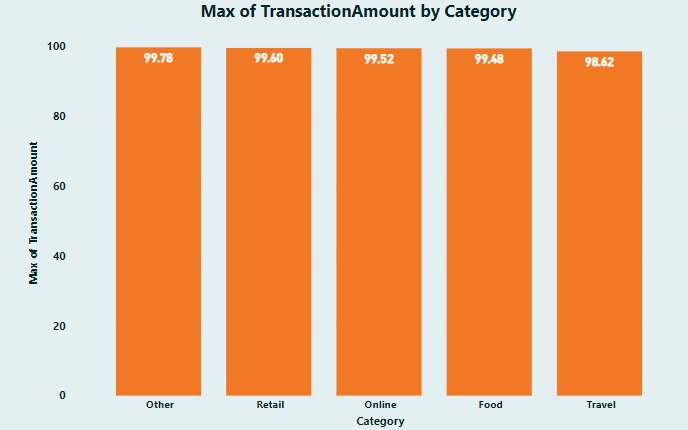 Max of TransactionAmount by Category
Max of TransactionAmount
100
80
60
40
20
0
99.78
99.60
99.52
99.48
98.62
Other
Retail
Online
Food
Travel
Category